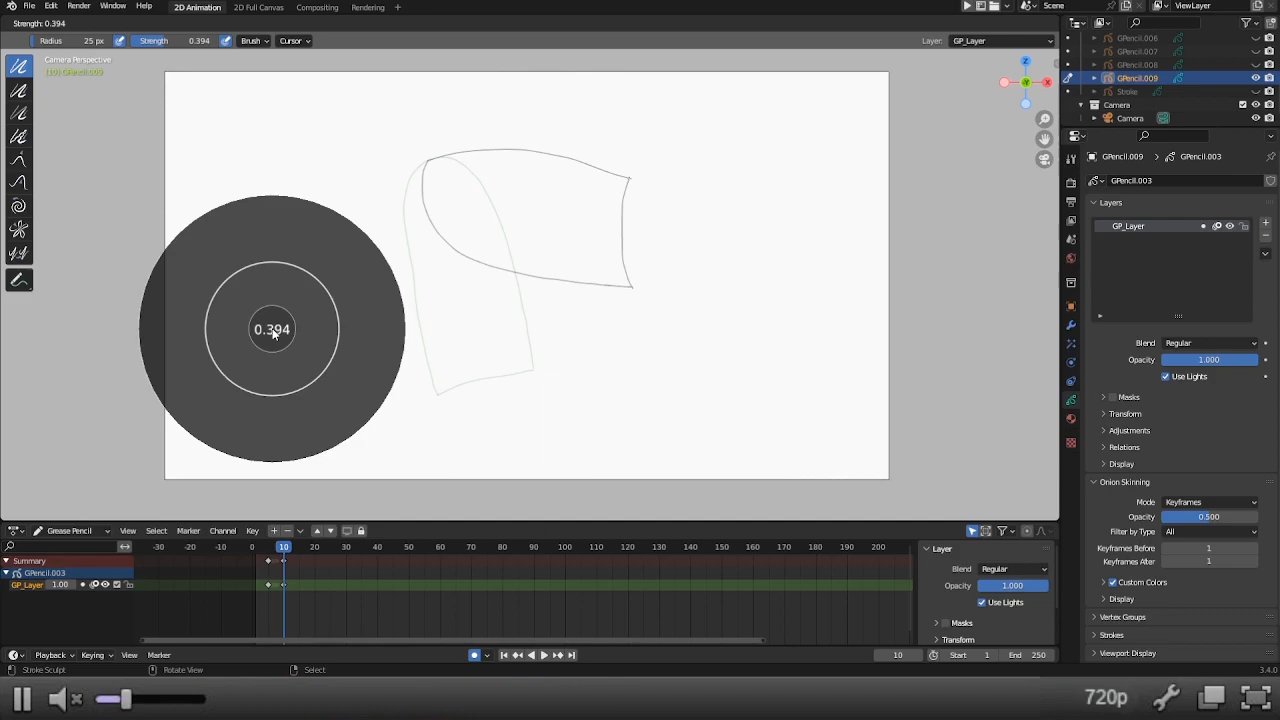 File Edit Render Window Help 2D Animation 2D Full Canvas Compositing Rendering + Scene ViewLayer
Strength: 0.394
Radius 25 px Strength 0.394 Brush Cursor Layer: GP_Layer
Camera Perspective
(10) GPencil.009
Z
-Y X
0.394
GPencil.006
GPencil.007
GPencil.008
GPencil.009
Stroke
Camera
Camera
GPencil.009 > GPencil.003
GPencil.003
Layers
GP_Layer
Blend Regular
Opacity 1.000
Use Lights
Masks
Transform
Adjustments
Relations
Display
Onion Skinning
Mode Keyframes
Opacity 0.500
Filter by Type All
Keyframes Before 1
Keyframes After 1
Custom Colors
Display
Vertex Groups
Strokes
Viewport Display
Grease Pencil View Select Marker Channel Key
-30 -20 -10 0 10 20 30 40 50 60 70 80 90 100 110 120 130 140 150 160 170 180 190 200
Summary
GPencil.003
GP_Layer 1.00
Layer
Blend Regular
Opacity 1.000
Use Lights
Masks
Transform
Playback Keying View Marker 10 Start 1 End 250
Stroke Sculpt Rotate View Select 3.4.0
720p